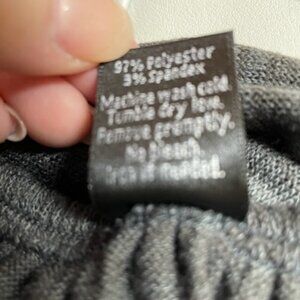 97% Polyester
3% Spandex
Machine wash cold.
Tumble dry low.
Remove promptly.
No bleach.
Iron if needed.